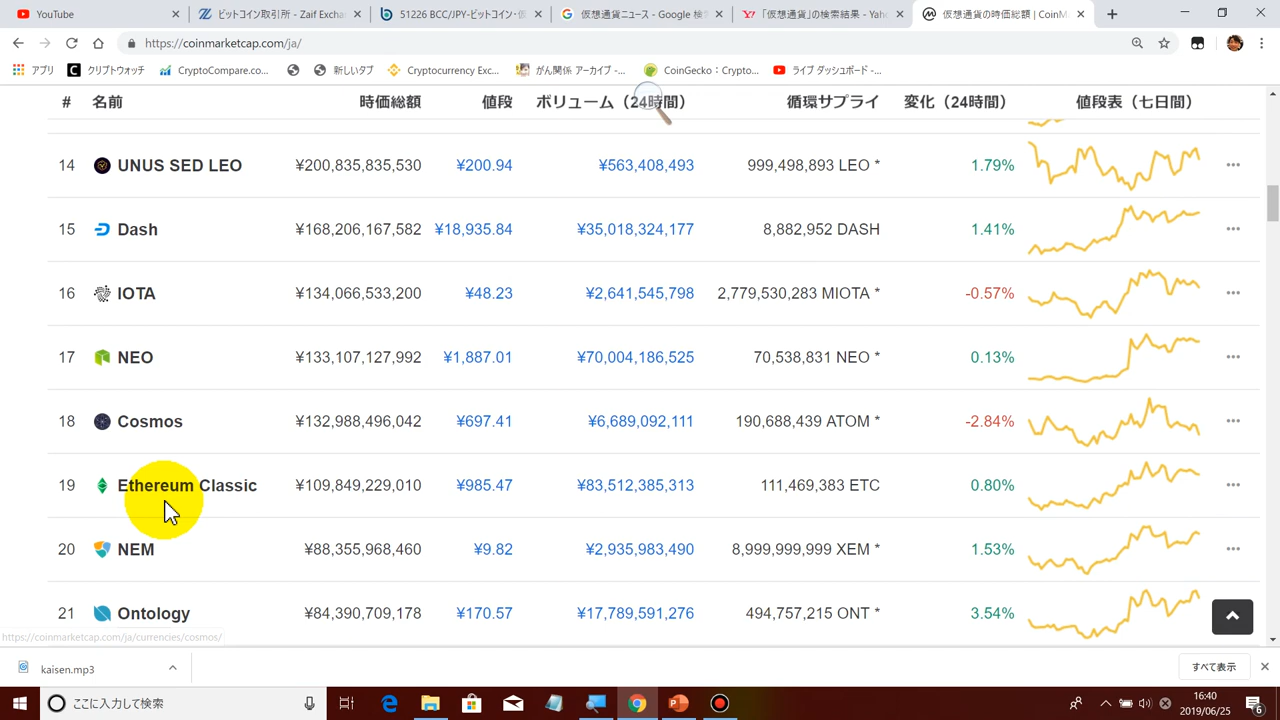 YouTube
ビットコイン取引所 - Zaif Excha
51226 BCC/JPY-ビットコイン・仮
仮想通貨ニュース - Google 検
「仮想通貨」の検索結果 - Yaho
仮想通貨の時価総額 | CoinM
https://coinmarketcap.com/ja/
アプリ クリプトウォッチ CryptoCompare.co... 新しいタブ Cryptocurrency Exc... がん関係 アーカイブ -... CoinGecko：Crypto... ライブ ダッシュボード -...
# 名前 時価総額 値段 ボリューム（24時間） 循環サプライ 変化（24時間） 値段表（七日間）
14 UNUS SED LEO ¥200,835,835,530 ¥200.94 ¥563,408,493 999,498,893 LEO * 1.79%
15 Dash ¥168,206,167,582 ¥18,935.84 ¥35,018,324,177 8,882,952 DASH 1.41%
16 IOTA ¥134,066,533,200 ¥48.23 ¥2,641,545,798 2,779,530,283 MIOTA * -0.57%
17 NEO ¥133,107,127,992 ¥1,887.01 ¥70,004,186,525 70,538,831 NEO * 0.13%
18 Cosmos ¥132,988,496,042 ¥697.41 ¥6,689,092,111 190,688,439 ATOM * -2.84%
19 Ethereum Classic ¥109,849,229,010 ¥985.47 ¥83,512,385,313 111,469,383 ETC 0.80%
20 NEM ¥88,355,968,460 ¥9.82 ¥2,935,983,490 8,999,999,999 XEM * 1.53%
21 Ontology ¥84,390,709,178 ¥170.57 ¥17,789,591,276 494,757,215 ONT * 3.54%
https://coinmarketcap.com/ja/currencies/cosmos/
kaisen.mp3
すべて表示
ここに入力して検索
16:40
2019/06/25
6